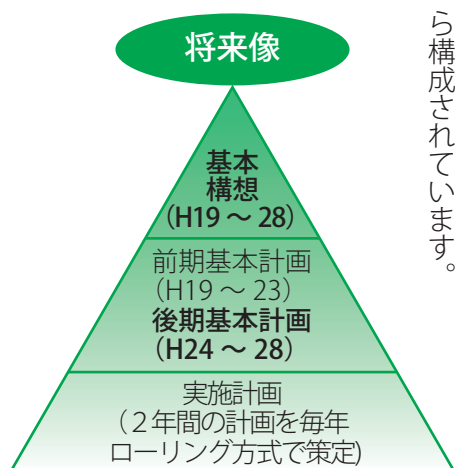 ら構成されています。
将来像
基本
構想
（H19 ～ 28）
前期基本計画
（H19 ～ 23）
後期基本計画
（H24 ～ 28）
実施計画
（２年間の計画を毎年
ローリング方式で策定)